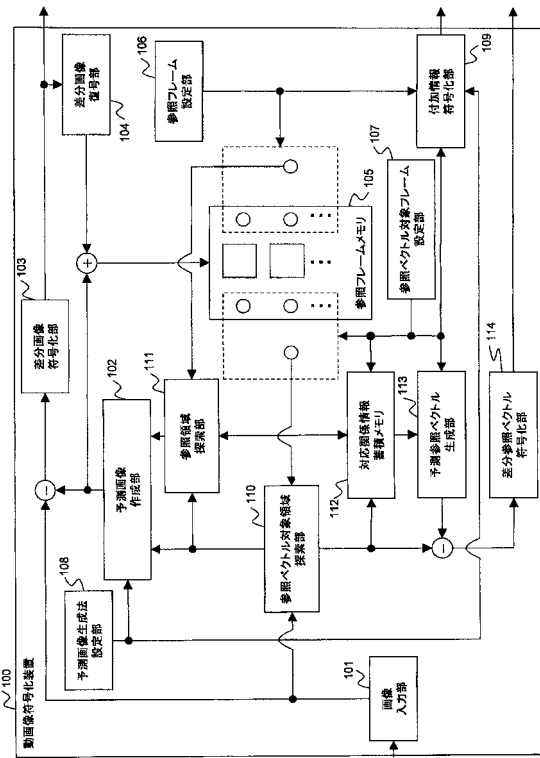 100
動画像符号化装置
101
画像
入力部
108
予測画像生成法
設定部
102
予測画像
作成部
103
差分画像
符号化部
差分画像
復号部
104
106
参照フレーム
設定部
111
参照領域
探索部
110
参照ベクトル対象領域
探索部
105
参照フレームメモリ
107
参照ベクトル対象フレーム
設定部
対応関係情報
蓄積メモリ
112
113
予測参照ベクトル
生成部
114
差分参照ベクトル
符号化部
付加情報
符号化部
109